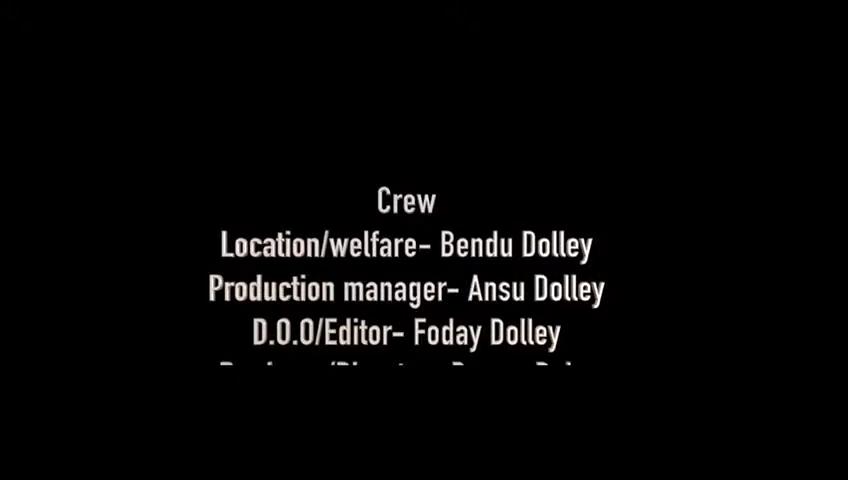 Crew
Location/welfare- Bendu Dolley
Production manager- Ansu Dolley
D.O.O/Editor- Foday Dolley